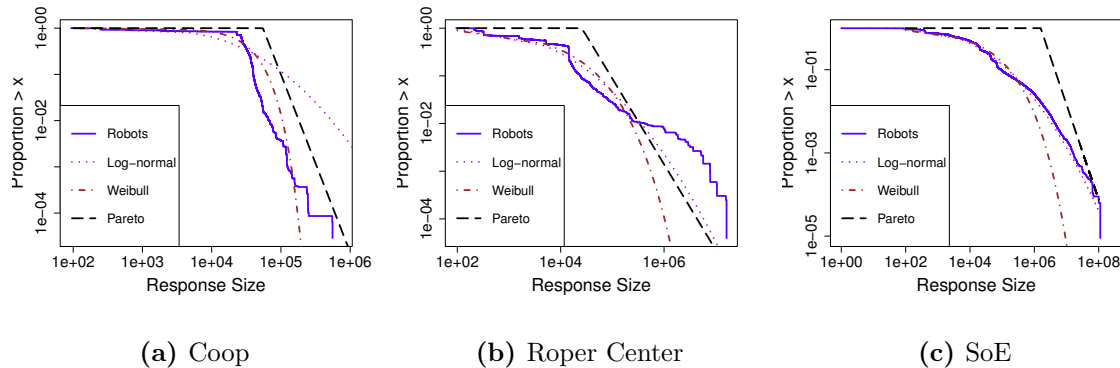 Proportion > x
1e+00
1e−02
1e−04
Robots
Log−normal
Weibull
Pareto
1e+02 1e+03 1e+04 1e+05 1e+06
Response Size
(a) Coop
Proportion > x
1e+00
1e−02
1e−04
Robots
Log−normal
Weibull
Pareto
1e+02 1e+04 1e+06
Response Size
(b) Roper Center
Proportion > x
1e−01
1e−03
1e−05
Robots
Log−normal
Weibull
Pareto
1e+00 1e+02 1e+04 1e+06 1e+08
Response Size
(c) SoE